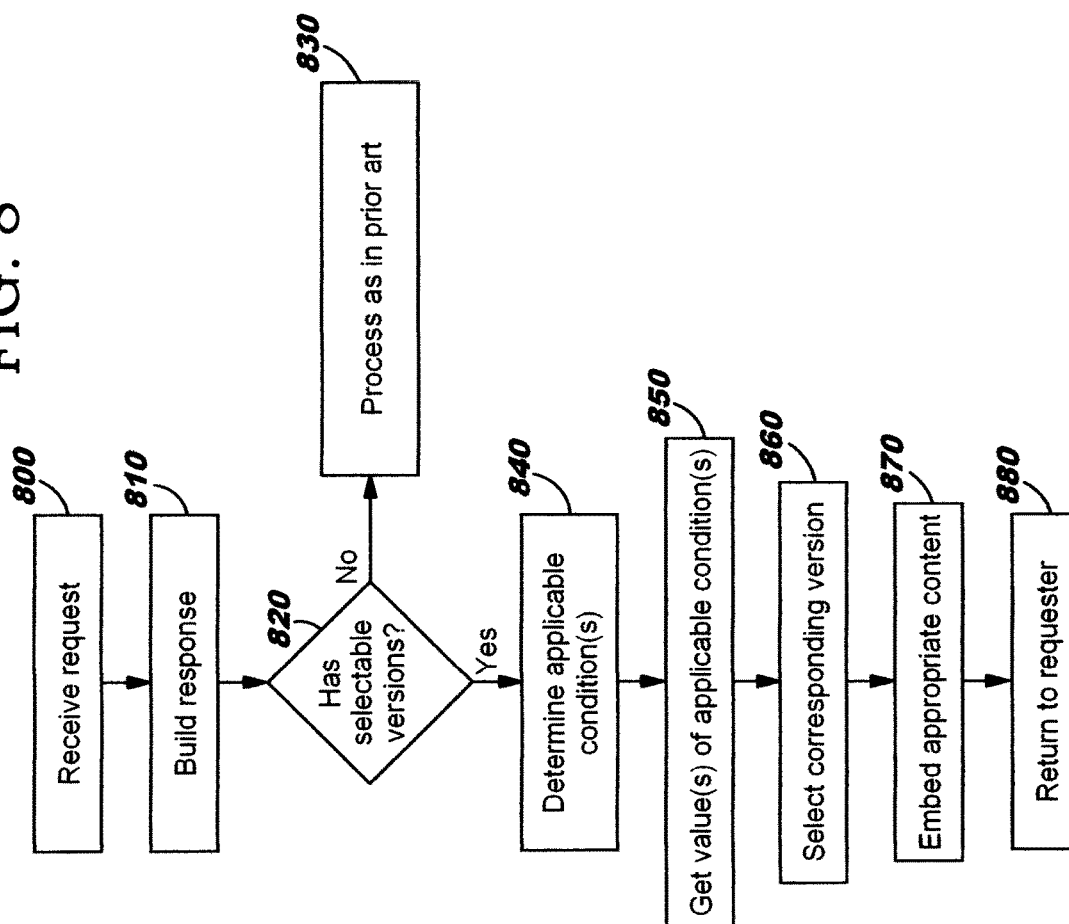 FIG. 8
800
Receive request
810
Build response
820
Has
selectable
versions?
No
830
Process as in prior art
Yes
840
Determine applicable
condition(s)
850
Get value(s) of applicable condition(s)
860
Select corresponding version
870
Embed appropriate content
880
Return to requester